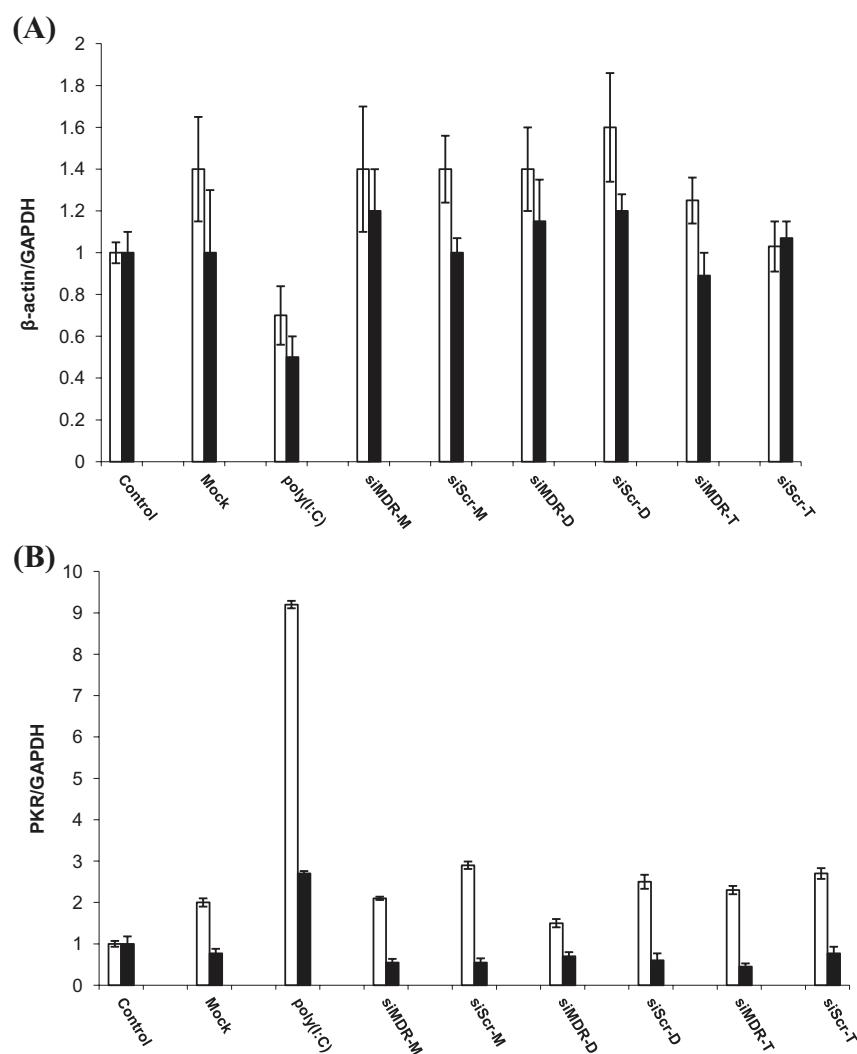 (A)
2
1.8
1.6
1.4
1.2
1
0.8
0.6
0.4
0.2
0
β-actin/GAPDH
Control
Mock
poly(I:C)
siMDR-M
siScr-M
siMDR-D
siScr-D
siMDR-T
siScr-T
(B)
10
9
8
7
6
5
4
3
2
1
0
PKR/GAPDH
Control
Mock
poly(I:C)
siMDR-M
siScr-M
siMDR-D
siScr-D
siMDR-T
siScr-T